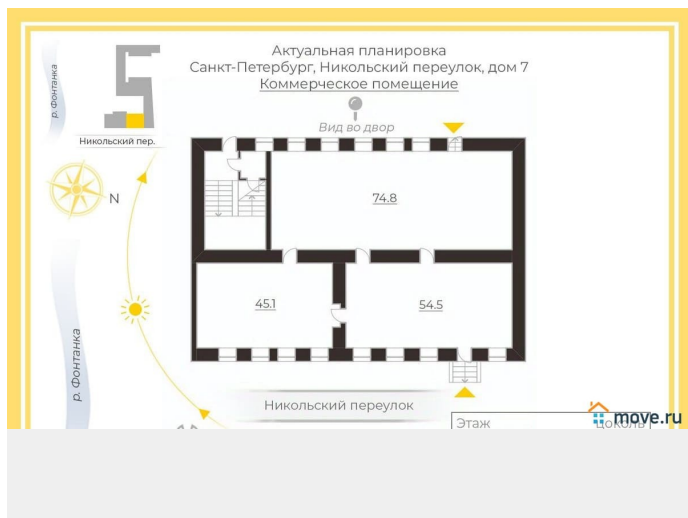 Актуальная планировка
Санкт-Петербург, Никольский переулок, дом 7
Коммерческое помещение
р. Фонтанка
Никольский пер.
Вид во двор
N
74.8
45.1
54.5
р. Фонтанка
Никольский переулок
Этаж
цоколь
move.ru